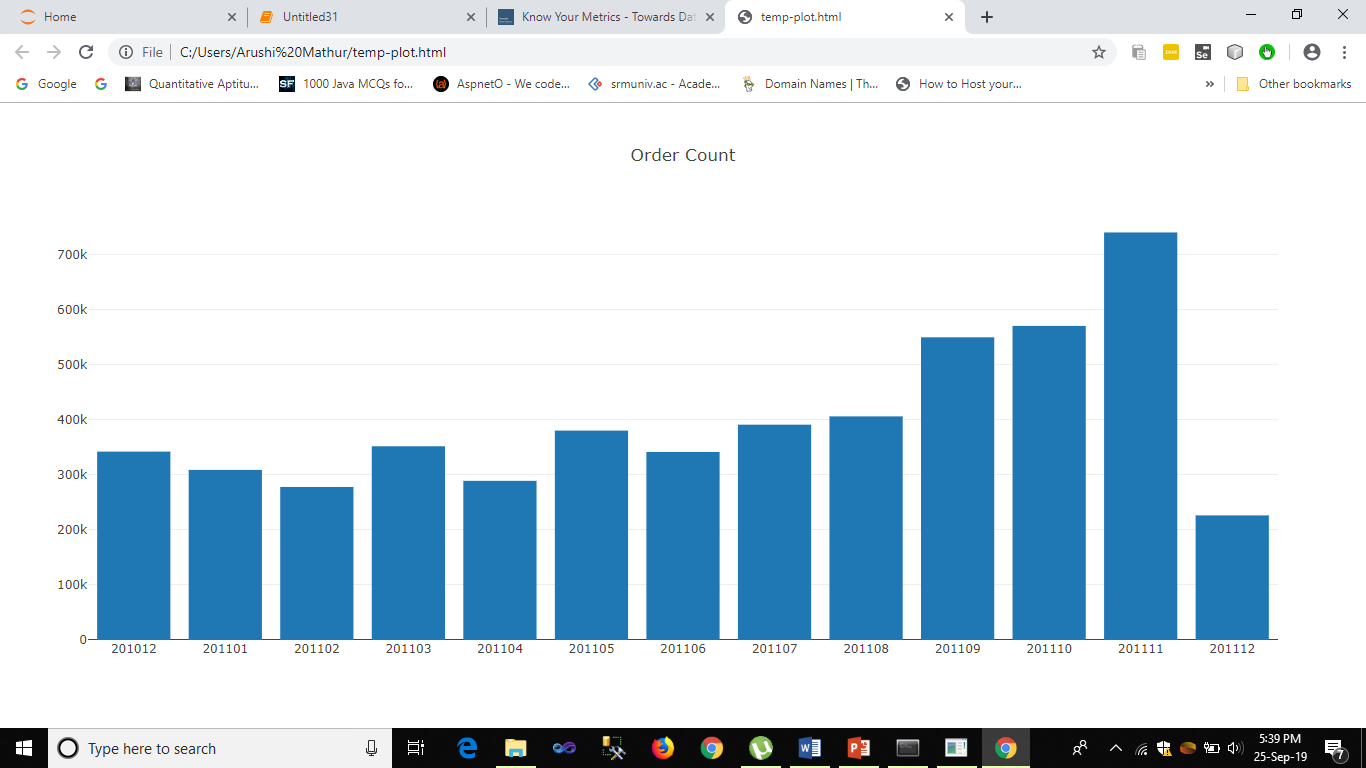 Home
Untitled31
Know Your Metrics - Towards Dat
temp-plot.html
File
C:/Users/Arushi%20Mathur/temp-plot.html
Google
Quantitative Aptitu...
SF
1000 Java MCQs fo...
AspnetO - We code...
srmuniv.ac - Acade...
Domain Names | Th...
How to Host your...
»
Other bookmarks
Order Count
700k
600k
500k
400k
300k
200k
100k
0
201012 201101 201102 201103 201104 201105 201106 201107 201108 201109 201110 201111 201112
Type here to search
5:39 PM
25-Sep-19
7